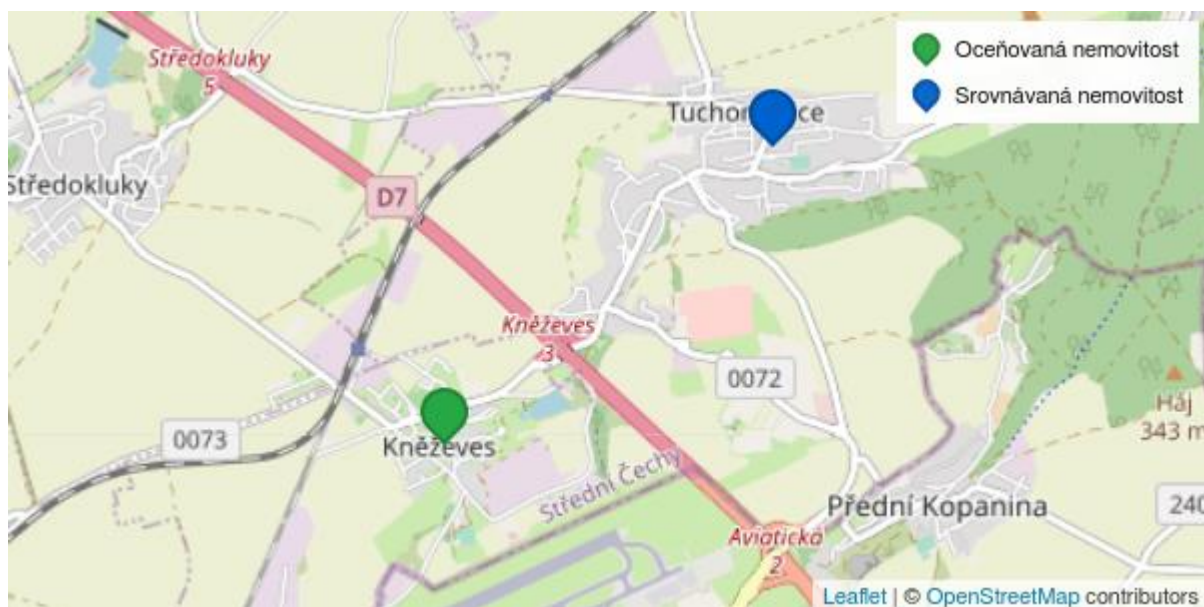 Oceňovaná nemovitost
Srovnávaná nemovitost
Středokluky
5
Středokluky
D7
Kněževes
3
0072
0073
Kněževes
Střední Čechy
Háj
343 m
Přední Kopanina
240
Aviatická
2
Leaflet | © OpenStreetMap contributors